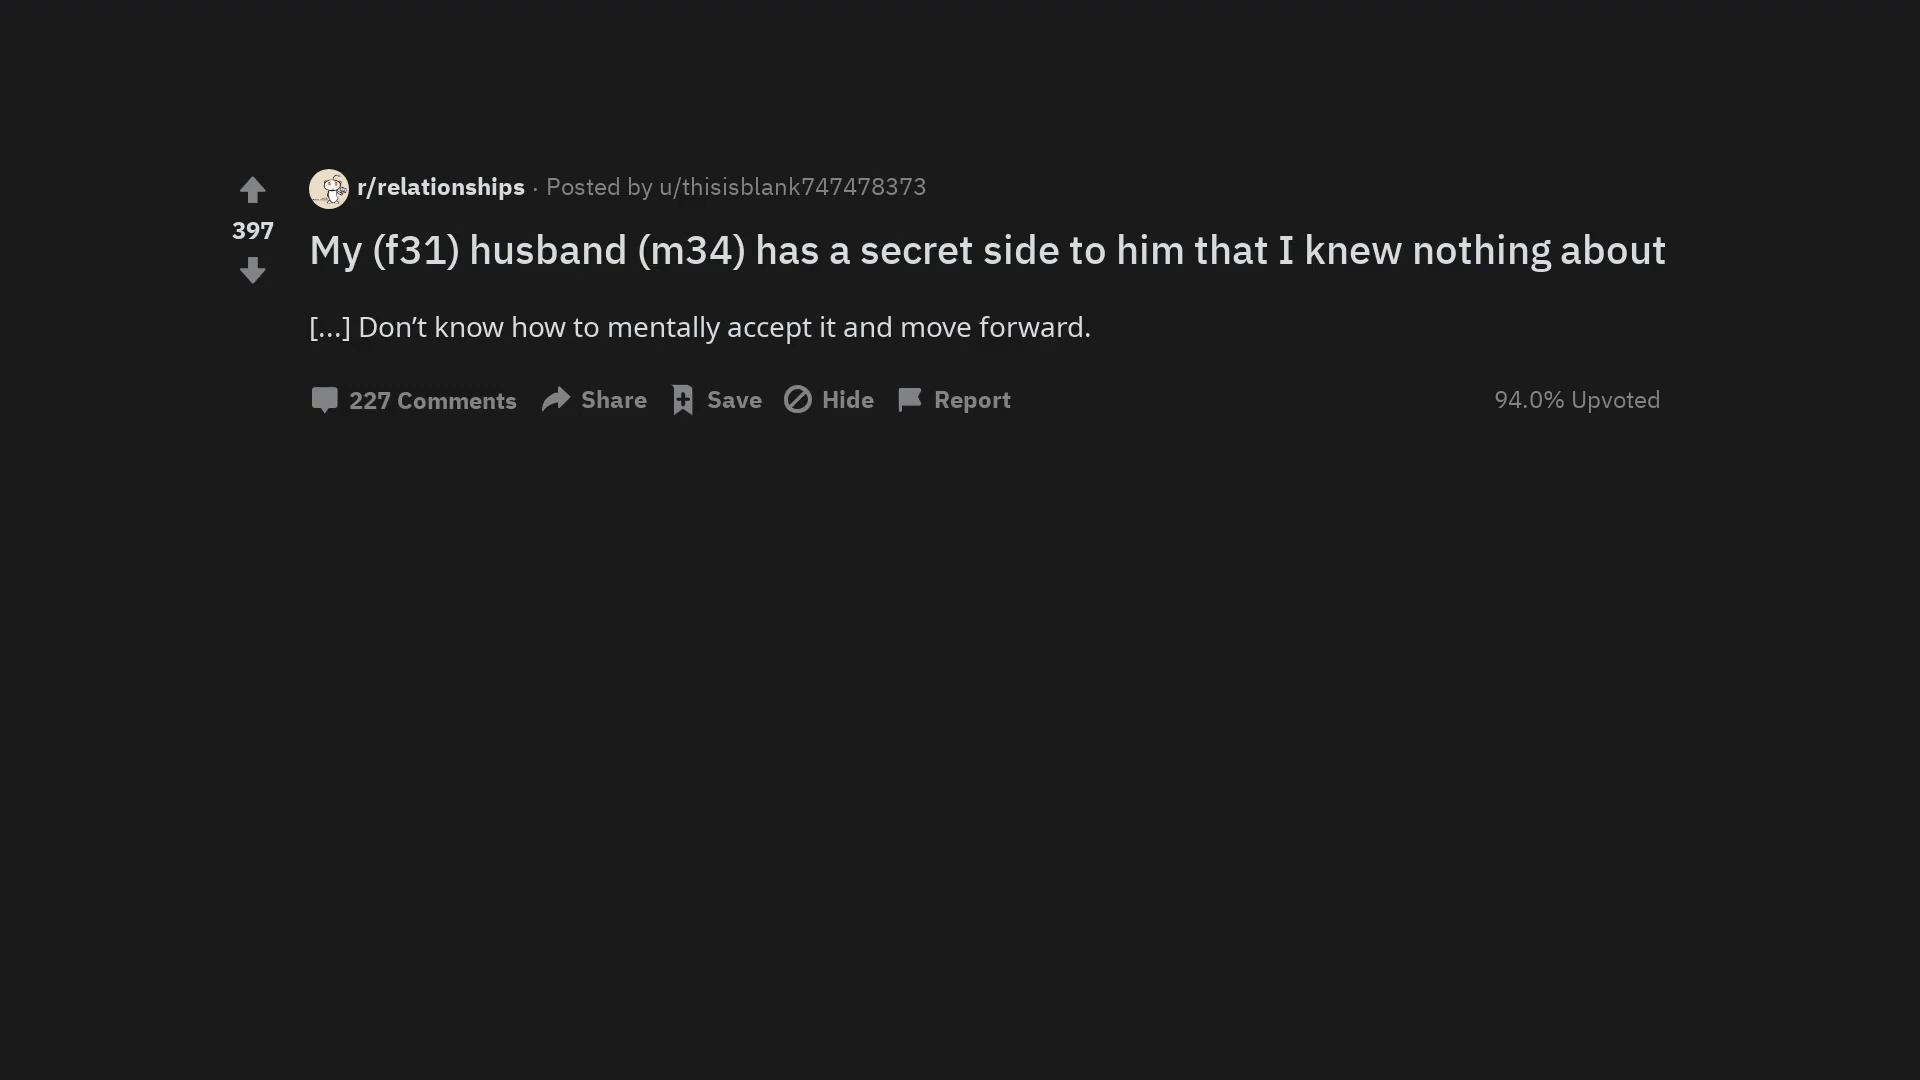 r/relationships · Posted by u/thisisblank747478373
397
My (f31) husband (m34) has a secret side to him that I knew nothing about
[...] Don’t know how to mentally accept it and move forward.
227 Comments Share Save Hide Report 94.0% Upvoted